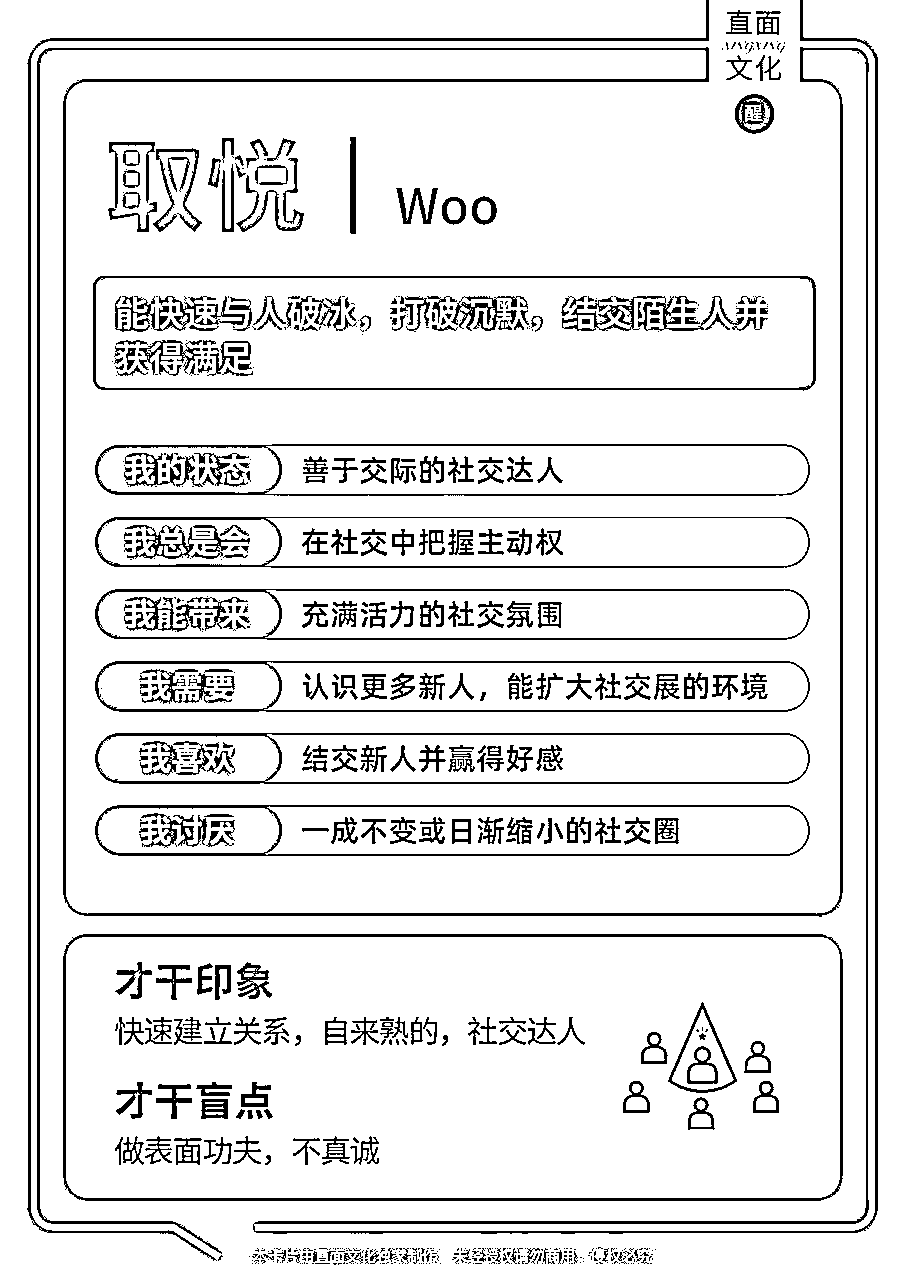 直面
文化
醒
取悦 | Woo
能快速与人破冰，打破沉默，结交陌生人并
获得满足
我的状态 善于交际的社交达人
我总是会 在社交中把握主动权
我能带来 充满活力的社交氛围
我需要 认识更多新人，能扩大社交展的环境
我喜欢 结交新人并赢得好感
我讨厌 一成不变或日渐缩小的社交圈
才干印象
快速建立关系，自来熟的，社交达人
才干盲点
做表面功夫，不真诚